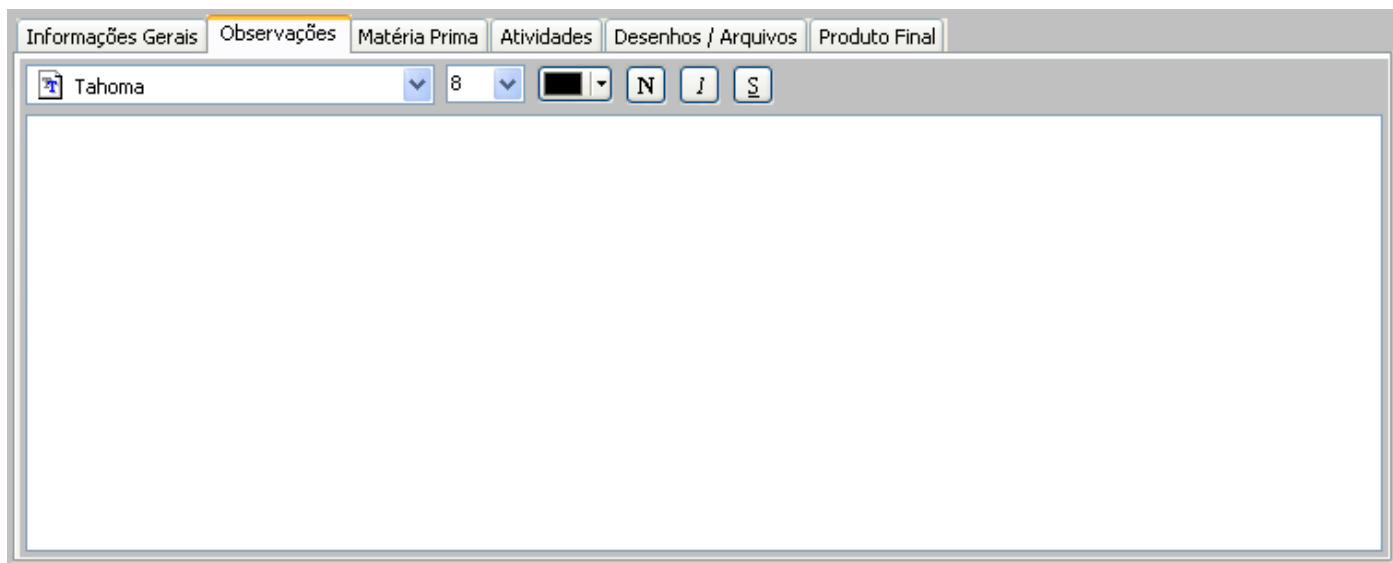 Informações Gerais Observações Matéria Prima Atividades Desenhos / Arquivos Produto Final
Tahoma 8 N I S